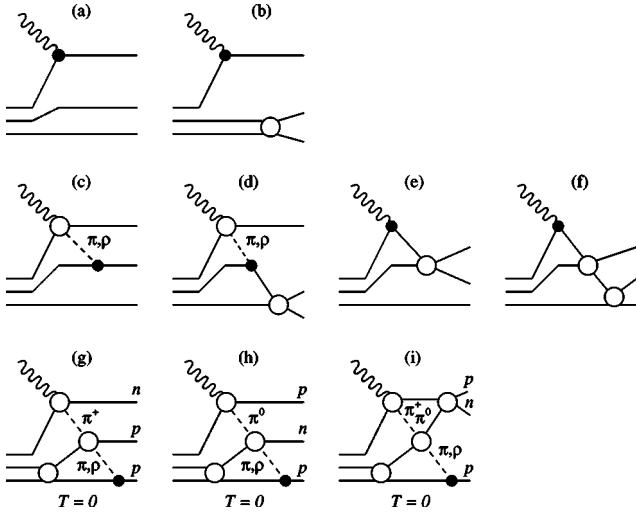 (a) (b)
(c) (d) (e) (f)
π,ρ π,ρ
(g) (h) (i)
n p p
n
π⁺ π⁰ π⁺
π⁰
p n
π,ρ π,ρ π,ρ
p p p
T = 0 T = 0 T = 0